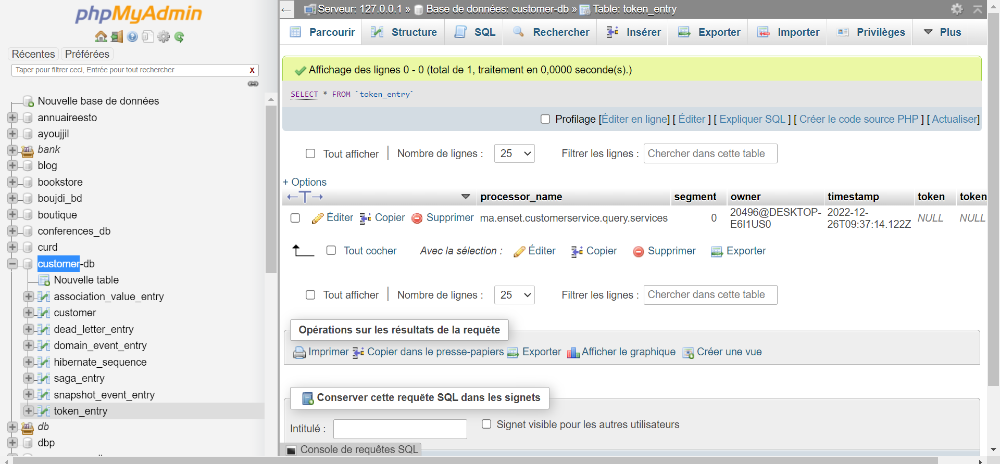 phpMyAdmin
Récentes Préférées
Taper pour filtrer ceci, Entrée pour tout rechercher X
Nouvelle base de données
annuaireesto
ayoujjil
bank
blog
bookstore
boujdi_bd
boutique
conferences_db
curd
customer-db
Nouvelle table
association_value_entry
customer
dead_letter_entry
domain_event_entry
hibernate_sequence
saga_entry
snapshot_event_entry
token_entry
db
dbp
Serveur: 127.0.0.1 » Base de données: customer-db » Table: token_entry
Parcourir Structure SQL Rechercher Insérer Exporter Importer Privilèges Plus
Affichage des lignes 0 - 0 (total de 1, traitement en 0,0000 seconde(s).)
SELECT * FROM `token_entry`
Profilage [Éditer en ligne] [ Éditer ] [ Expliquer SQL ] [ Créer le code source PHP ] [ Actualiser]
Tout afficher Nombre de lignes : 25 Filtrer les lignes : Chercher dans cette table
+ Options
←T→ processor_name segment owner timestamp token token
Éditer Copier Supprimer ma.enset.customerservice.query.services 0 20496@DESKTOP-E6I1US0 2022-12-26T09:37:14.122Z NULL NULL
Tout cocher Avec la sélection : Éditer Copier Supprimer Exporter
Tout afficher Nombre de lignes : 25 Filtrer les lignes : Chercher dans cette table
Opérations sur les résultats de la requête
Imprimer Copier dans le presse-papiers Exporter Afficher le graphique Créer une vue
Conserver cette requête SQL dans les signets
Intitulé : Signet visible pour les autres utilisateurs
Console de requêtes SQL